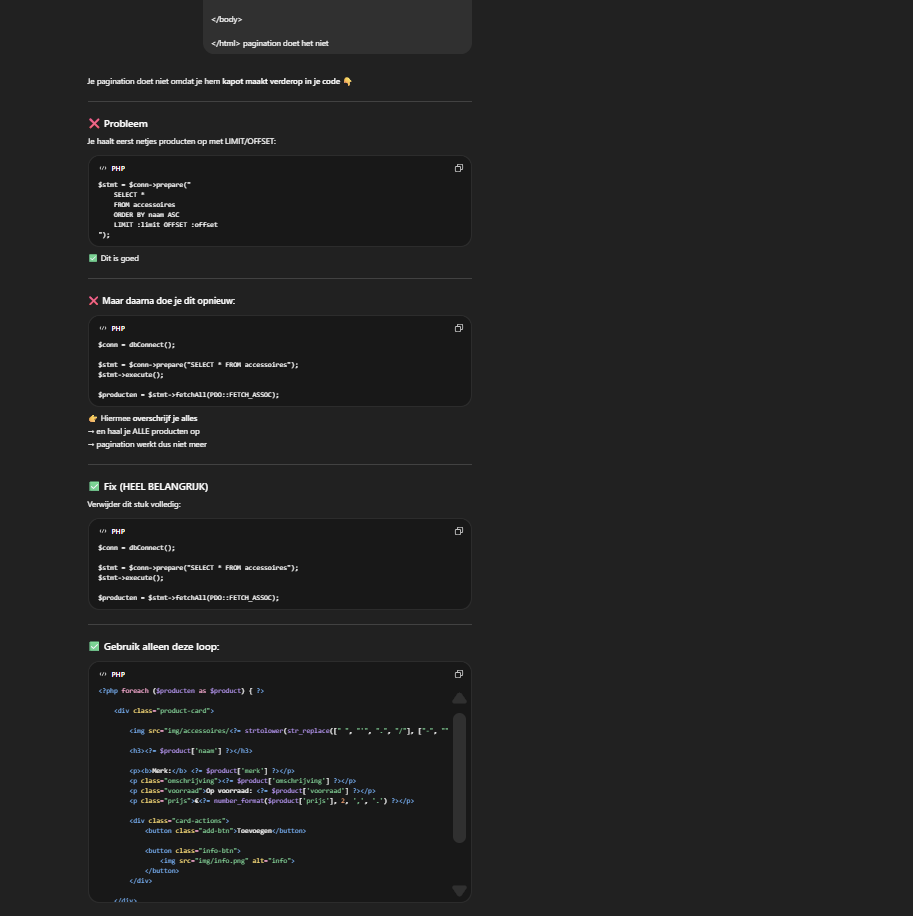 </body>
</html> pagination doet het niet
Je pagination doet niet omdat je hem kapot maakt verderop in je code 👇
❌ Probleem
Je haalt eerst netjes producten op met LIMIT/OFFSET:
</> PHP
$stmt = $conn->prepare("
    SELECT *
    FROM accessoires
    ORDER BY naam ASC
    LIMIT :limit OFFSET :offset
");
✅ Dit is goed
❌ Maar daarna doe je dit opnieuw:
</> PHP
$conn = dbConnect();
$stmt = $conn->prepare("SELECT * FROM accessoires");
$stmt->execute();
$producten = $stmt->fetchAll(PDO::FETCH_ASSOC);
👉 Hiermee overschrijf je alles
→ en haal je ALLE producten op
→ pagination werkt dus niet meer
✅ Fix (HEEL BELANGRIJK)
Verwijder dit stuk volledig:
</> PHP
$conn = dbConnect();
$stmt = $conn->prepare("SELECT * FROM accessoires");
$stmt->execute();
$producten = $stmt->fetchAll(PDO::FETCH_ASSOC);
✅ Gebruik alleen deze loop:
</> PHP
<?php foreach ($producten as $product) { ?>
    <div class="product-card">
        <img src="img/accessoires/<?= strtolower(str_replace([" ", "'", ".", "/"], ["-", ""
        <h3><?= $product['naam'] ?></h3>
        <p><b>Merk:</b> <?= $product['merk'] ?></p>
        <p class="omschrijving"><?= $product['omschrijving'] ?></p>
        <p class="voorraad">Op voorraad: <?= $product['voorraad'] ?></p>
        <p class="prijs">€<?= number_format($product['prijs'], 2, ',', '.') ?></p>
        <div class="card-actions">
            <button class="add-btn">Toevoegen</button>
            <button class="info-btn">
                <img src="img/info.png" alt="info">
            </button>
        </div>
    </div>